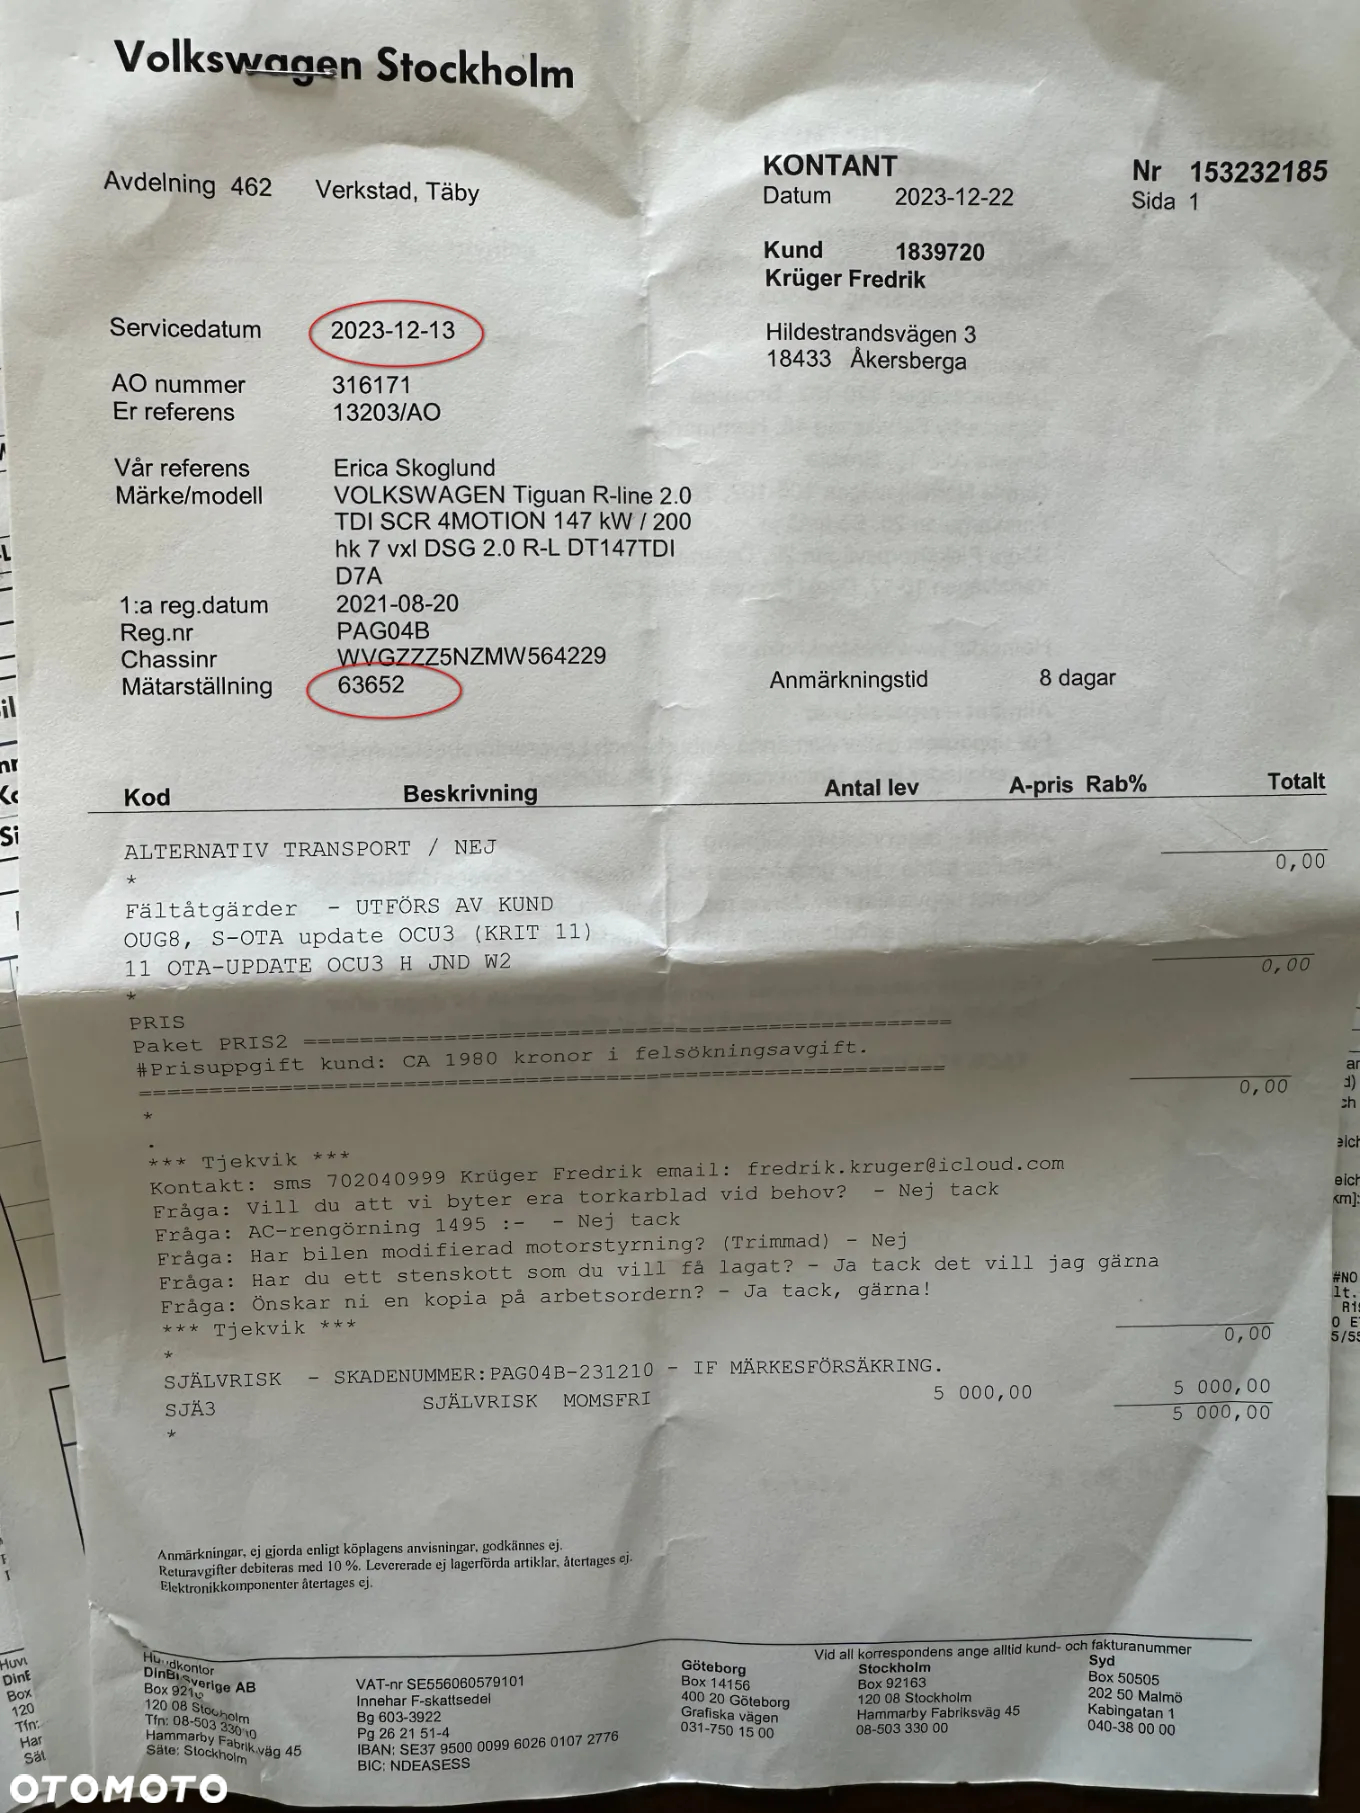 Volkswagen Stockholm
Avdelning 462 Verkstad, Täby
KONTANT
Datum 2023-12-22
Nr 153232185
Sida 1
Kund 1839720
Krüger Fredrik
Hildestrandsvägen 3
18433 Åkersberga
Servicedatum 2023-12-13
AO nummer 316171
Er referens 13203/AO
Vår referens Erica Skoglund
Märke/modell VOLKSWAGEN Tiguan R-line 2.0
TDI SCR 4MOTION 147 kW / 200
hk 7 vxl DSG 2.0 R-L DT147TDI
D7A
1:a reg.datum 2021-08-20
Reg.nr PAG04B
Chassinr WVGZZZ5NZMW564229
Mätarställning 63652
Anmärkningstid 8 dagar
Kod Beskrivning Antal lev A-pris Rab% Totalt
ALTERNATIV TRANSPORT / NEJ
0,00
*
Fältåtgärder - UTFÖRS AV KUND
OUG8, S-OTA update OCU3 (KRIT 11)
11 OTA-UPDATE OCU3 H JND W2
0,00
*
PRIS
Paket PRIS2 ==============================================
#Prisuppgift kund: CA 1980 kronor i felsökningsavgift.
=========================================================
0,00
*
.
*** Tjekvik ***
Kontakt: sms 702040999 Krüger Fredrik email: fredrik.kruger@icloud.com
Fråga: Vill du att vi byter era torkarblad vid behov? - Nej tack
Fråga: AC-rengörning 1495 :- - Nej tack
Fråga: Har bilen modifierad motorstyrning? (Trimmad) - Nej
Fråga: Har du ett stenskott som du vill få lagat? - Ja tack det vill jag gärna
Fråga: Önskar ni en kopia på arbetsordern? - Ja tack, gärna!
*** Tjekvik ***
0,00
*
SJÄLVRISK - SKADENUMMER:PAG04B-231210 - IF MÄRKESFÖRSÄKRING.
SJÄ3 SJÄLVRISK MOMSFRI 5 000,00 5 000,00
5 000,00
*
Anmärkningar, ej gjorda enligt köplagens anvisningar, godkännes ej.
Returavgifter debiteras med 10 %. Levererade ej lagerförda artiklar, återtages ej.
Elektronikkomponenter återtages ej.
Vid all korrespondens ange alltid kund- och fakturanummer
DinBil Sverige AB
120 08 Stockholm
Hammarby Fabriksväg 45
Säte: Stockholm
VAT-nr SE556060579101
Innehar F-skattsedel
Bg 603-3922
Pg 26 21 51-4
IBAN: SE37 9500 0099 6026 0107 2776
BIC: NDEASESS
Göteborg
Box 14156
400 20 Göteborg
Grafiska vägen
031-750 15 00
Stockholm
Box 92163
120 08 Stockholm
Hammarby Fabriksväg 45
08-503 330 00
Syd
Box 50505
202 50 Malmö
Kabingatan 1
040-38 00 00
OTOMOTO